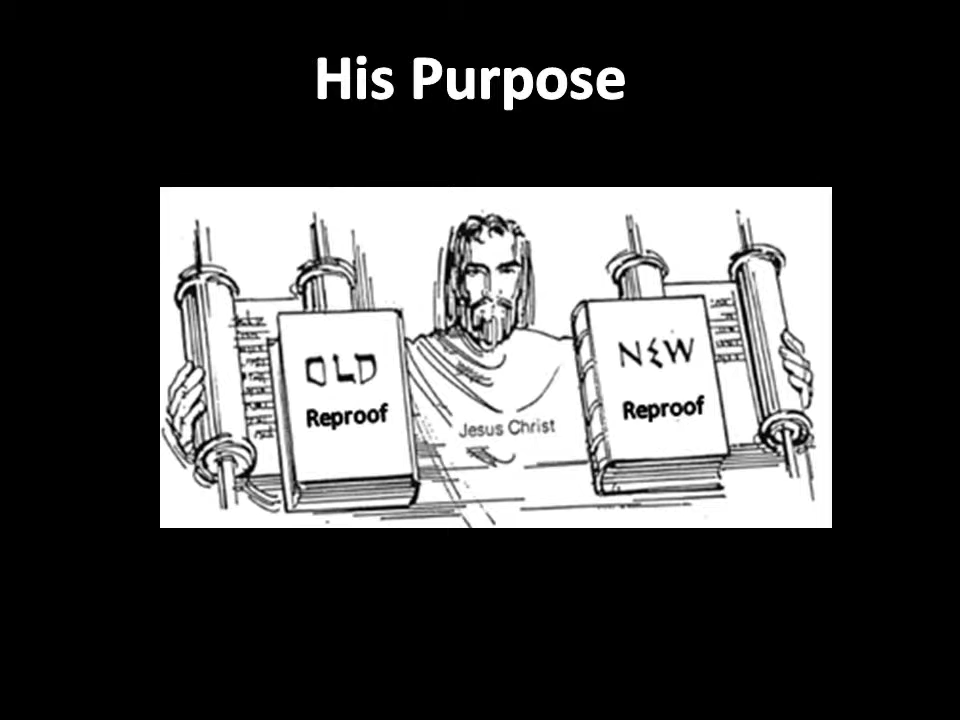 His Purpose
OLD
Reproof
Jesus Christ
NEW
Reproof